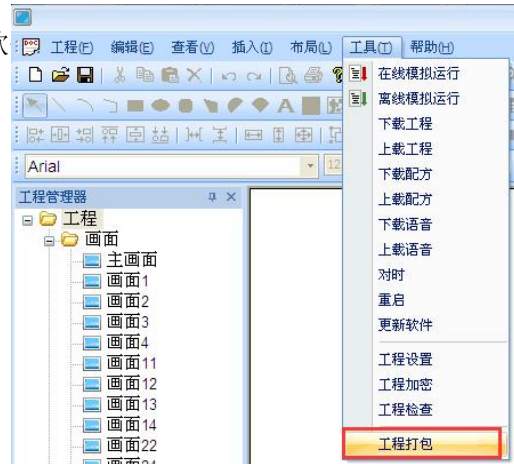 欢
工程(F) 编辑(E) 查看(V) 插入(I) 布局(L) 工具(T) 帮助(H)
Arial
12
在线模拟运行
离线模拟运行
下载工程
上载工程
下载配方
上载配方
下载语音
上载语音
对时
重启
更新软件
工程设置
工程加密
工程检查
工程打包
工程管理器
工程
画面
主画面
画面1
画面2
画面3
画面4
画面11
画面12
画面13
画面14
画面22